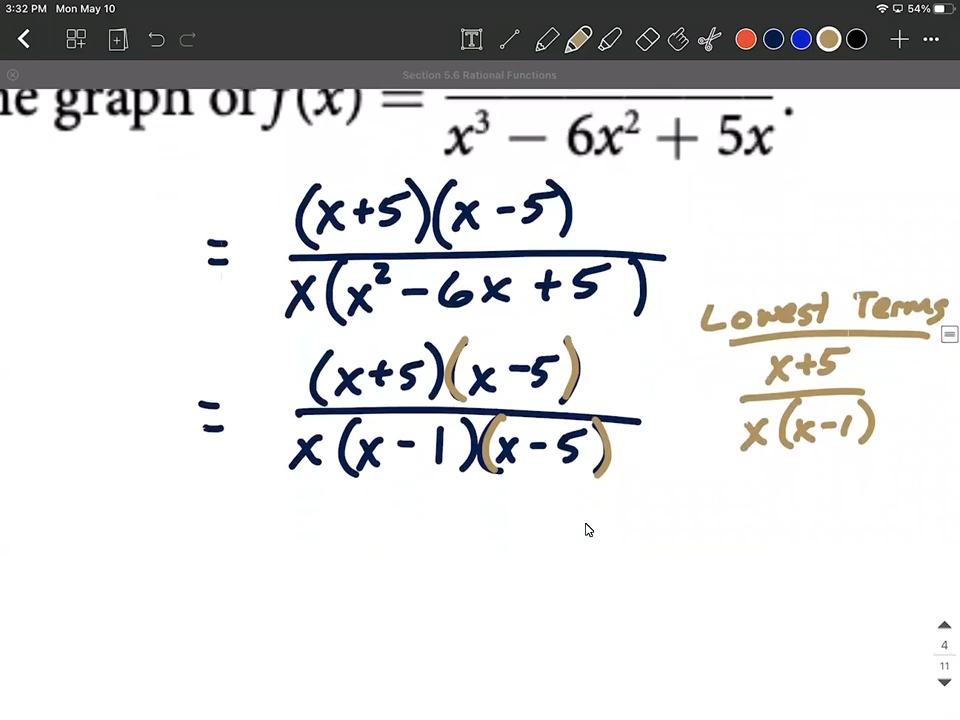 3:32 PM Mon May 10
54%
Section 5.6 Rational Functions
he graph of f(x) = ‾ / x³ − 6x² + 5x .
= (x+5)(x-5) / x(x²-6x+5)
Lowest Terms
x+5 / x(x-1)
= (x+5)(x-5) / x(x-1)(x-5)
4
11